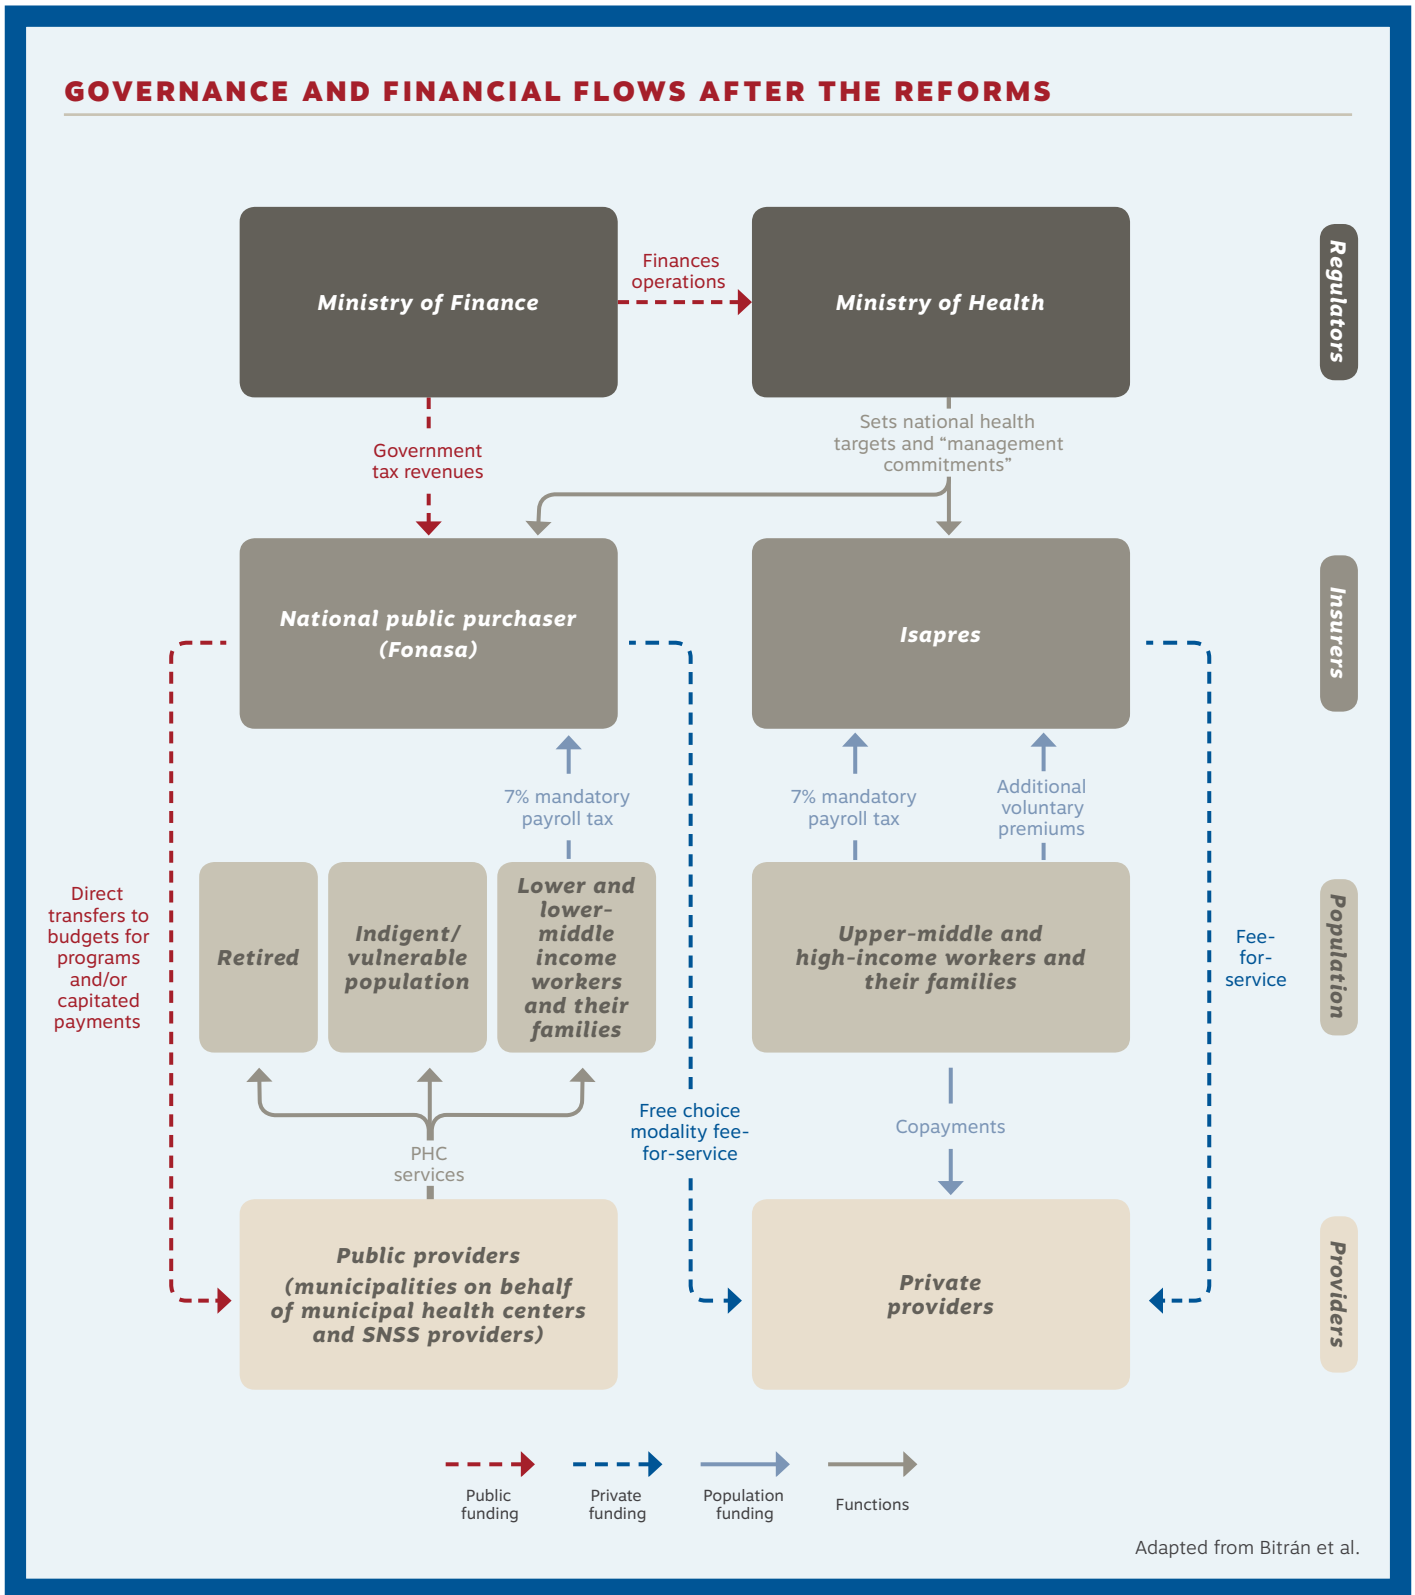 GOVERNANCE AND FINANCIAL FLOWS AFTER THE REFORMS
Ministry of Finance
Finances
operations
Ministry of Health
Regulators
Government
tax revenues
Sets national health
targets and “management
commitments”
National public purchaser
(Fonasa)
Isapres
Insurers
7% mandatory
payroll tax
7% mandatory
payroll tax
Additional
voluntary
premiums
Direct
transfers to
budgets for
programs
and/or
capitated
payments
Retired
Indigent/
vulnerable
population
Lower and
lower-
middle
income
workers
and their
families
Upper-middle and
high-income workers and
their families
Fee-
for-
service
Population
PHC
services
Free choice
modality fee-
for-service
Copayments
Public providers
(municipalities on behalf
of municipal health centers
and SNSS providers)
Private
providers
Providers
Public
funding
Private
funding
Population
funding
Functions
Adapted from Bitrán et al.